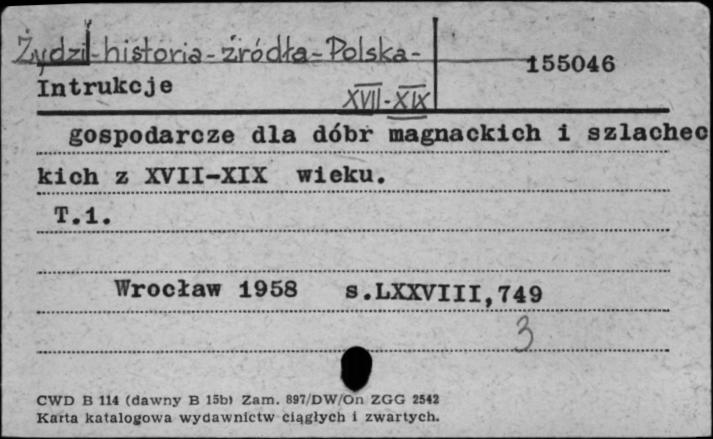 Żydzi-historia-źródła-Polska-
155046
Intrukcje
XVII-XIX
gospodarcze dla dóbr magnackich i szlachec
kich z XVII-XIX wieku.
T.1.
Wrocław 1958 s.LXXVIII,749
3
CWD B 114 (dawny B 15b) Zam. 897/DW/On ZGG 2542
Karta katalogowa wydawnictw ciągłych i zwartych.